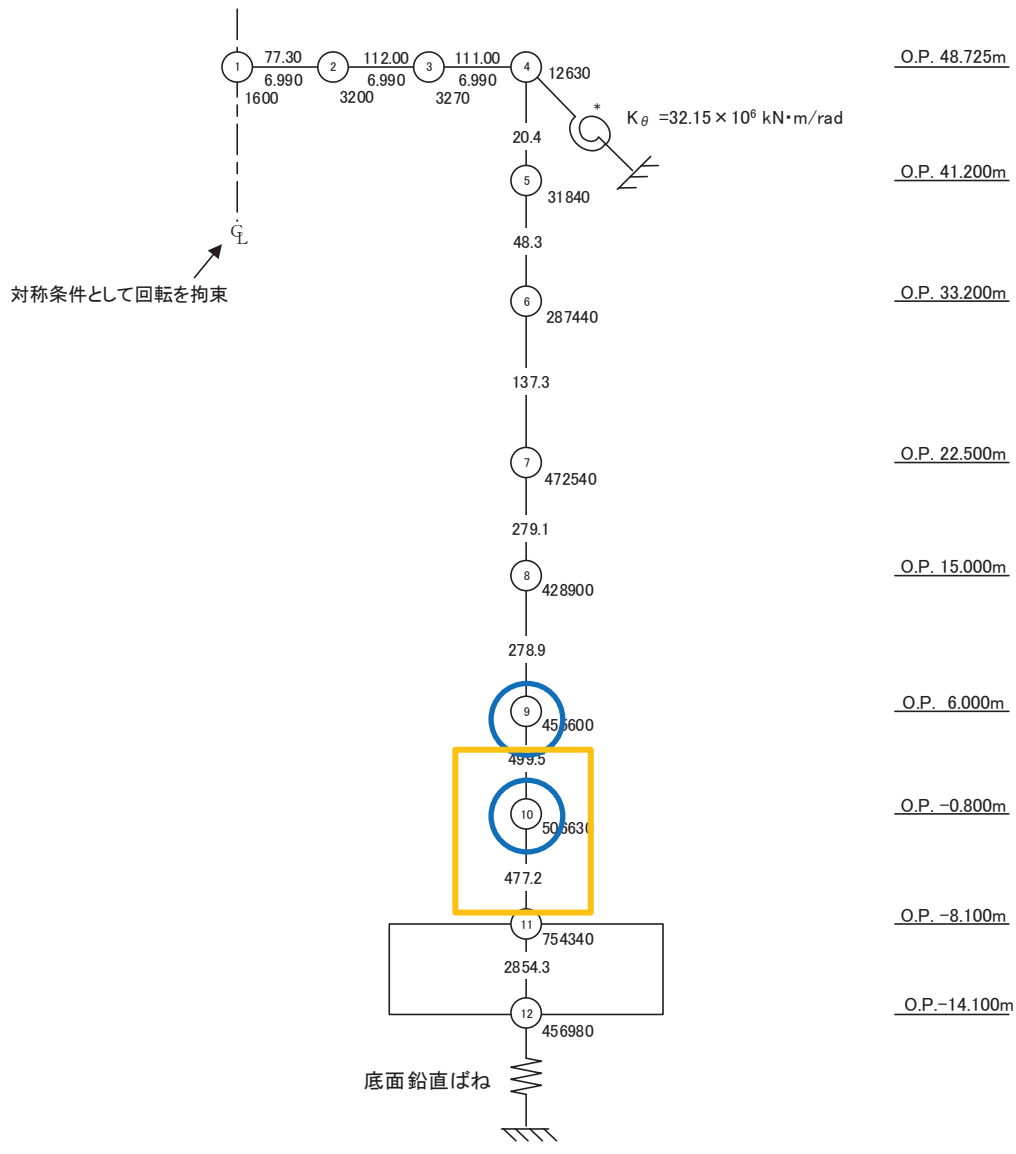 1 77.30 2 112.00 3 111.00 4 12630 O.P. 48.725m
6.990 6.990 6.990
1600 3200 3270
* Kθ =32.15×10⁶ kN・m/rad
20.4
5 31840 O.P. 41.200m
CL
48.3
対称条件として回転を拘束
6 287440 O.P. 33.200m
137.3
7 472540 O.P. 22.500m
279.1
8 428900 O.P. 15.000m
278.9
9 455600 O.P. 6.000m
499.5
10 506630 O.P. -0.800m
477.2
11 754340 O.P. -8.100m
2854.3
12 456980 O.P.-14.100m
底面鉛直ばね